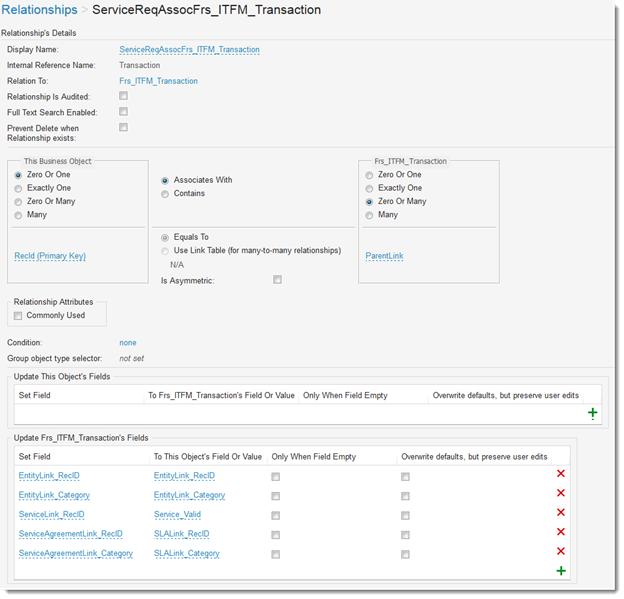 Relationships > ServiceReqAssocFrs_ITFM_Transaction
Relationship's Details
Display Name: ServiceReqAssocFrs_ITFM_Transaction
Internal Reference Name: Transaction
Relation To: Frs_ITFM_Transaction
Relationship Is Audited:
Full Text Search Enabled:
Prevent Delete when
Relationship exists:
This Business Object
Zero Or One
Exactly One
Zero Or Many
Many
RecId (Primary Key)
Associates With
Contains
Equals To
Use Link Table (for many-to-many relationships)
N/A
Is Asymmetric:
Frs_ITFM_Transaction
Zero Or One
Exactly One
Zero Or Many
Many
ParentLink
Relationship Attributes
Commonly Used
Condition: none
Group object type selector: not set
Update This Object's Fields
Set Field To Frs_ITFM_Transaction's Field Or Value Only When Field Empty Overwrite defaults, but preserve user edits
Update Frs_ITFM_Transaction's Fields
Set Field To This Object's Field Or Value Only When Field Empty Overwrite defaults, but preserve user edits
EntityLink_RecID EntityLink_RecID
EntityLink_Category EntityLink_Category
ServiceLink_RecID Service_Valid
ServiceAgreementLink_RecID SLALink_RecID
ServiceAgreementLink_Category SLALink_Category